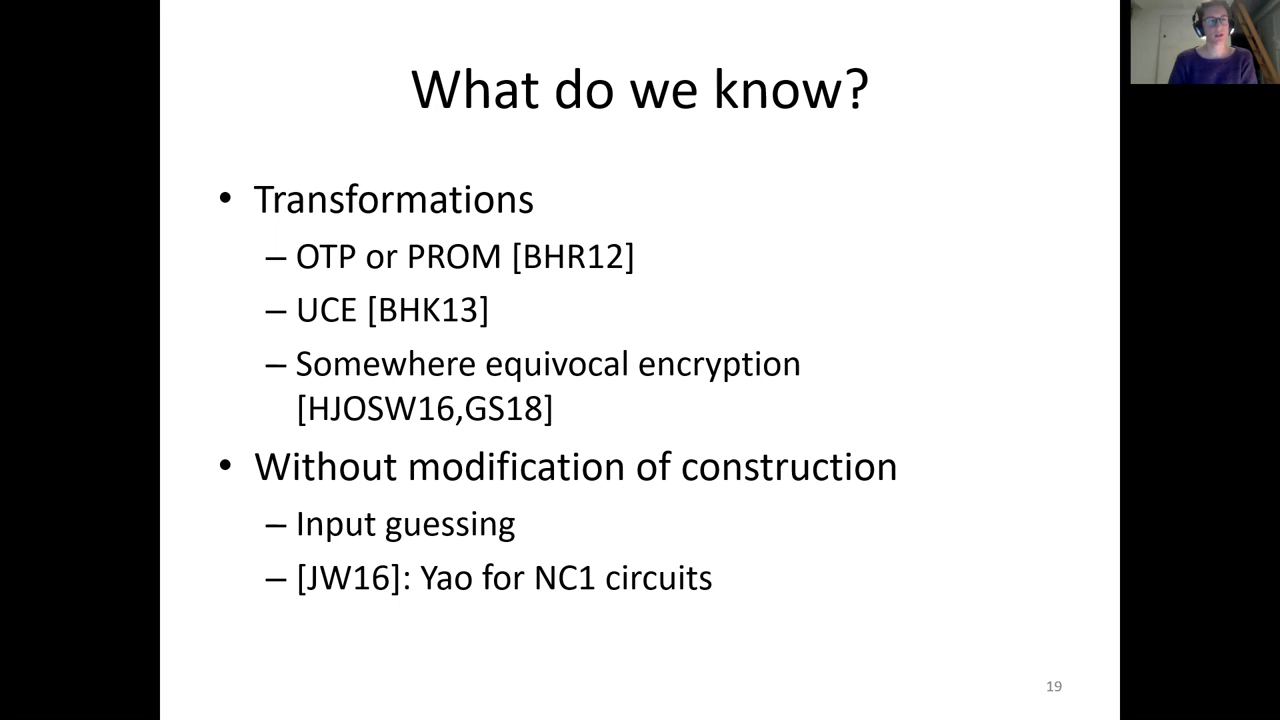 What do we know?
• Transformations
– OTP or PROM [BHR12]
– UCE [BHK13]
– Somewhere equivocal encryption
[HJOSW16,GS18]
• Without modification of construction
– Input guessing
– [JW16]: Yao for NC1 circuits
19